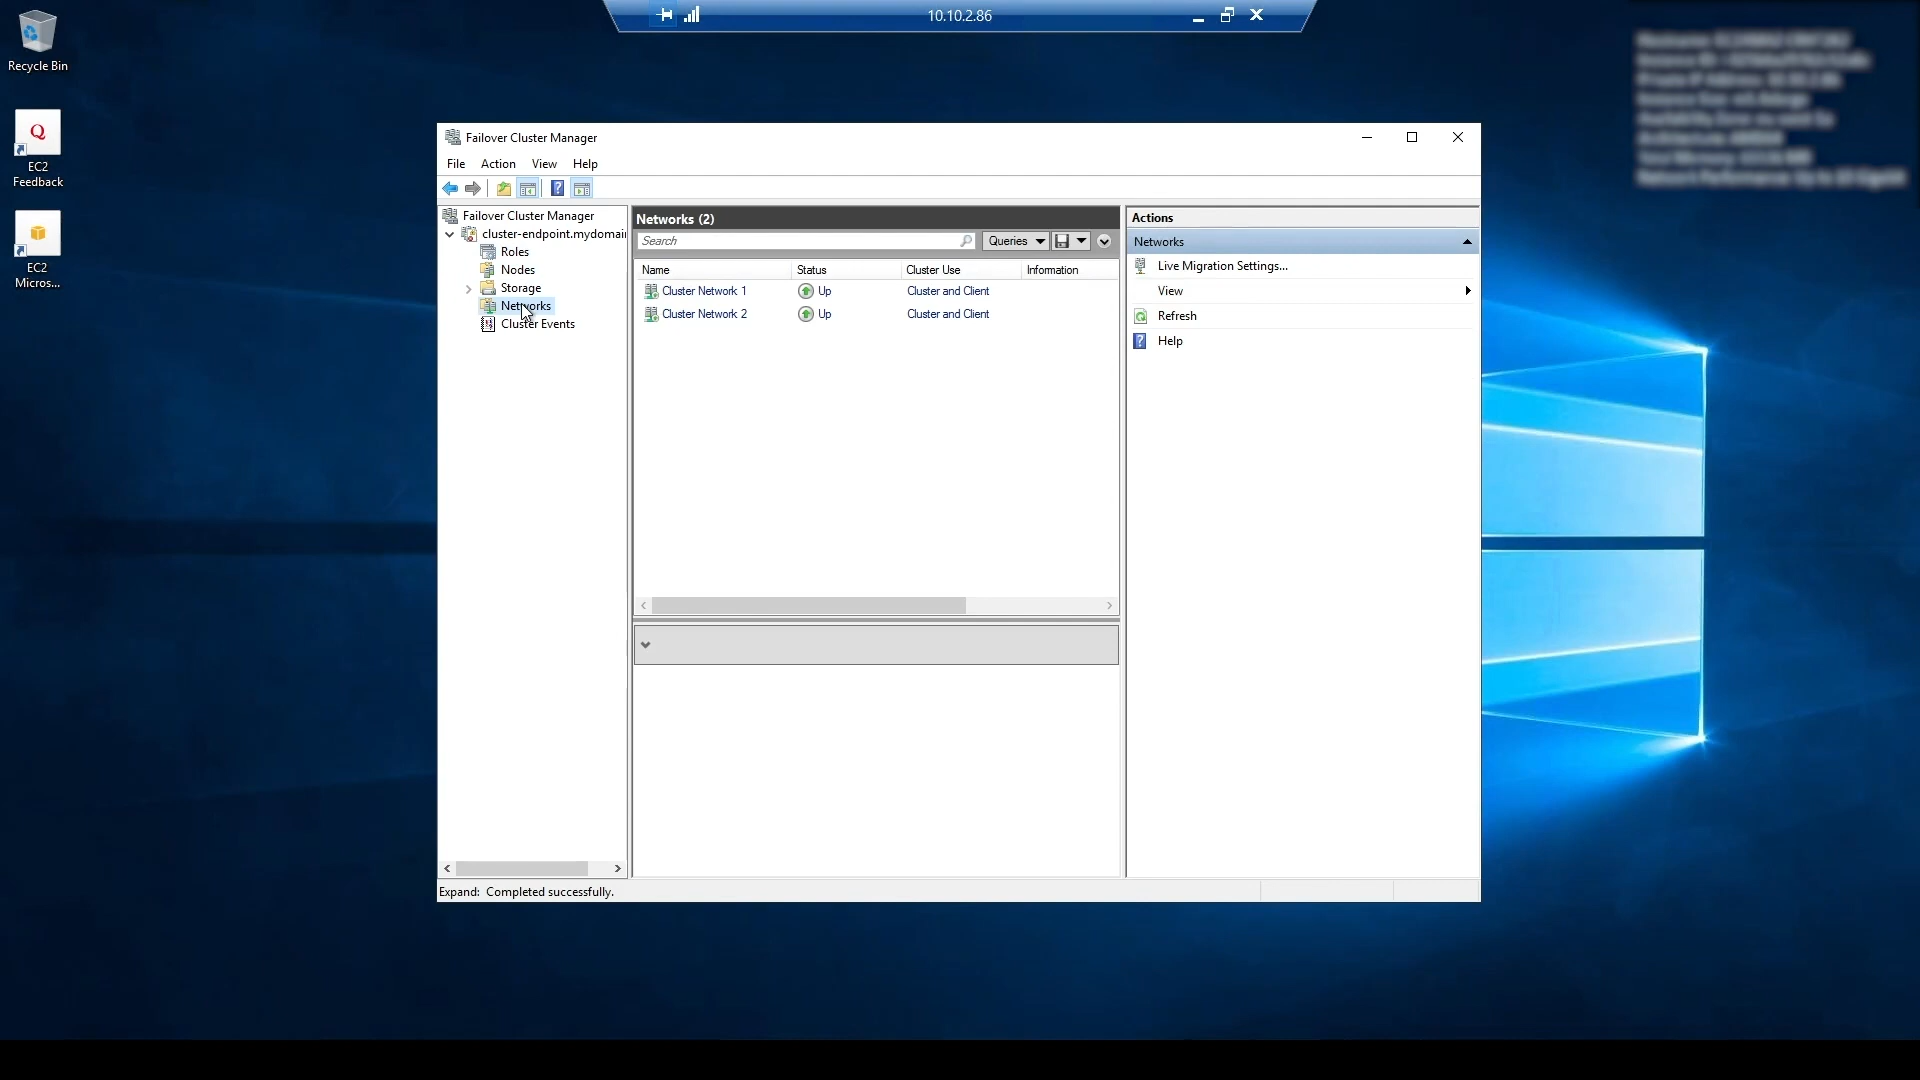 10.10.2.86
Recycle Bin
EC2
Feedback
EC2
Micros...
Failover Cluster Manager
File Action View Help
Failover Cluster Manager
cluster-endpoint.mydomai
Roles
Nodes
Storage
Networks
Cluster Events
Networks (2)
Search
Queries
Name Status Cluster Use Information
Cluster Network 1 Up Cluster and Client
Cluster Network 2 Up Cluster and Client
Actions
Networks
Live Migration Settings...
View
Refresh
Help
Expand: Completed successfully.